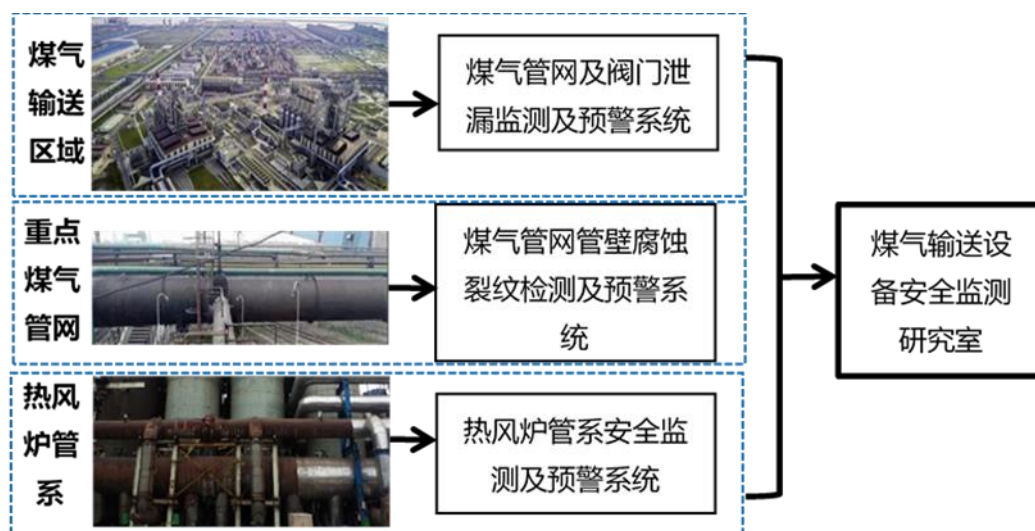 煤气
输送
区域
煤气管网及阀门泄
漏监测及预警系统
重点
煤气
管网
煤气管网管壁腐蚀
裂纹检测及预警系
统
热风
炉管
系
热风炉管系安全监
测及预警系统
煤气输送设
备安全监测
研究室